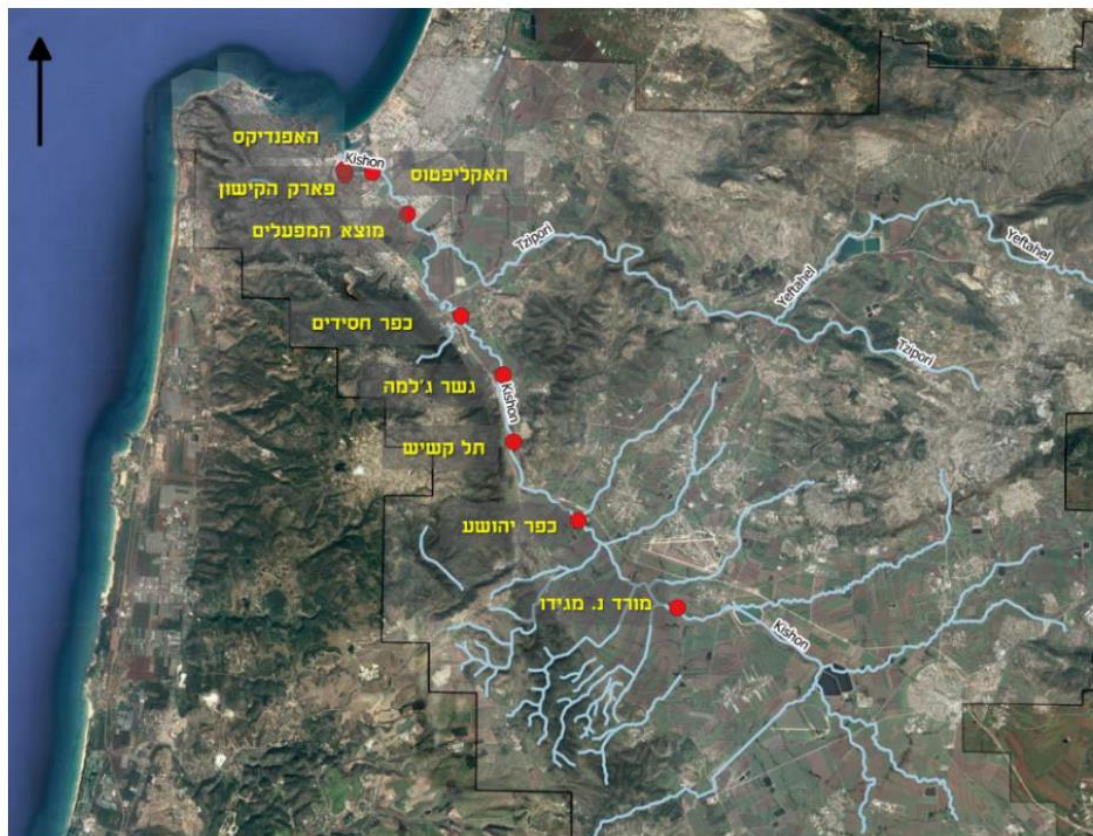 האפנדיקס
Kishon
האקליפטוס
פארק הקישון
מוצא המפעלים
Tzipori
Yeftahel
Yeftahel
כפר חסידים
Tzipori
גשר ג'למה
Kishon
תל קשיש
כפר יהושע
מורד נ. מגידו
Kishon